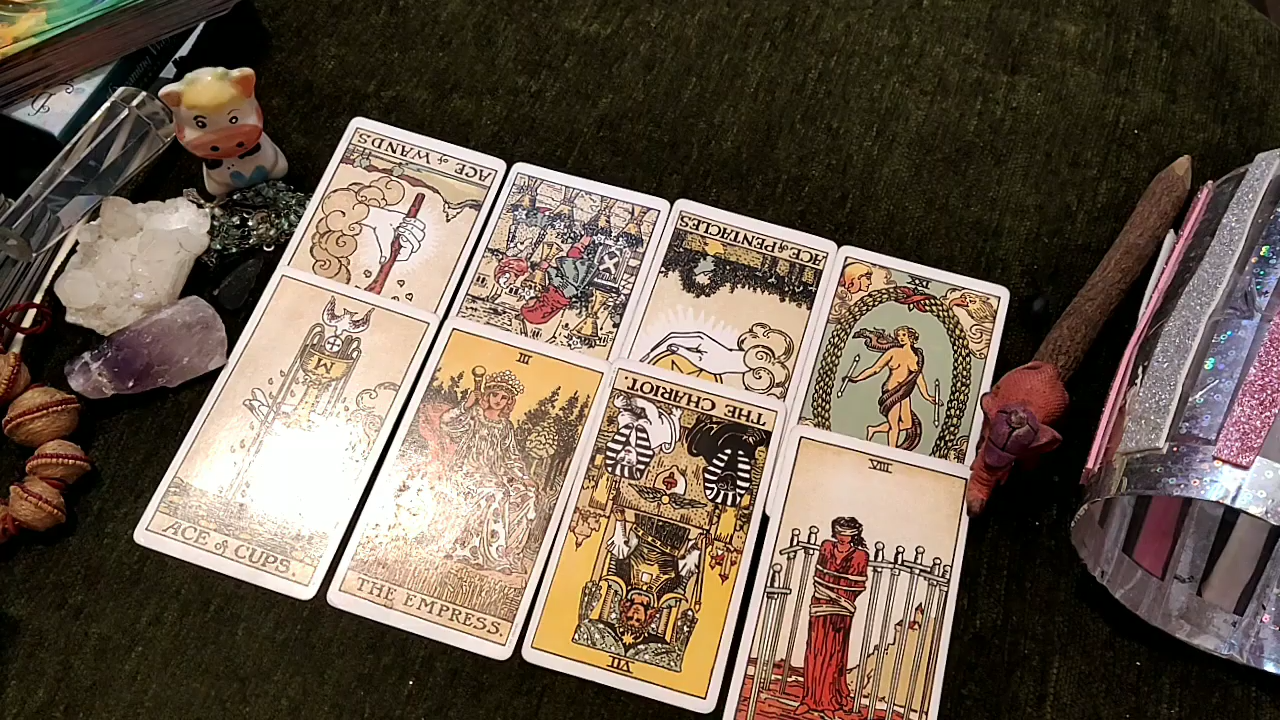 ACE of WANDS
ACE of PENTACLES
XXI
W
ACE of CUPS.
III
THE EMPRESS.
THE CHARIOT.
VII
VIII